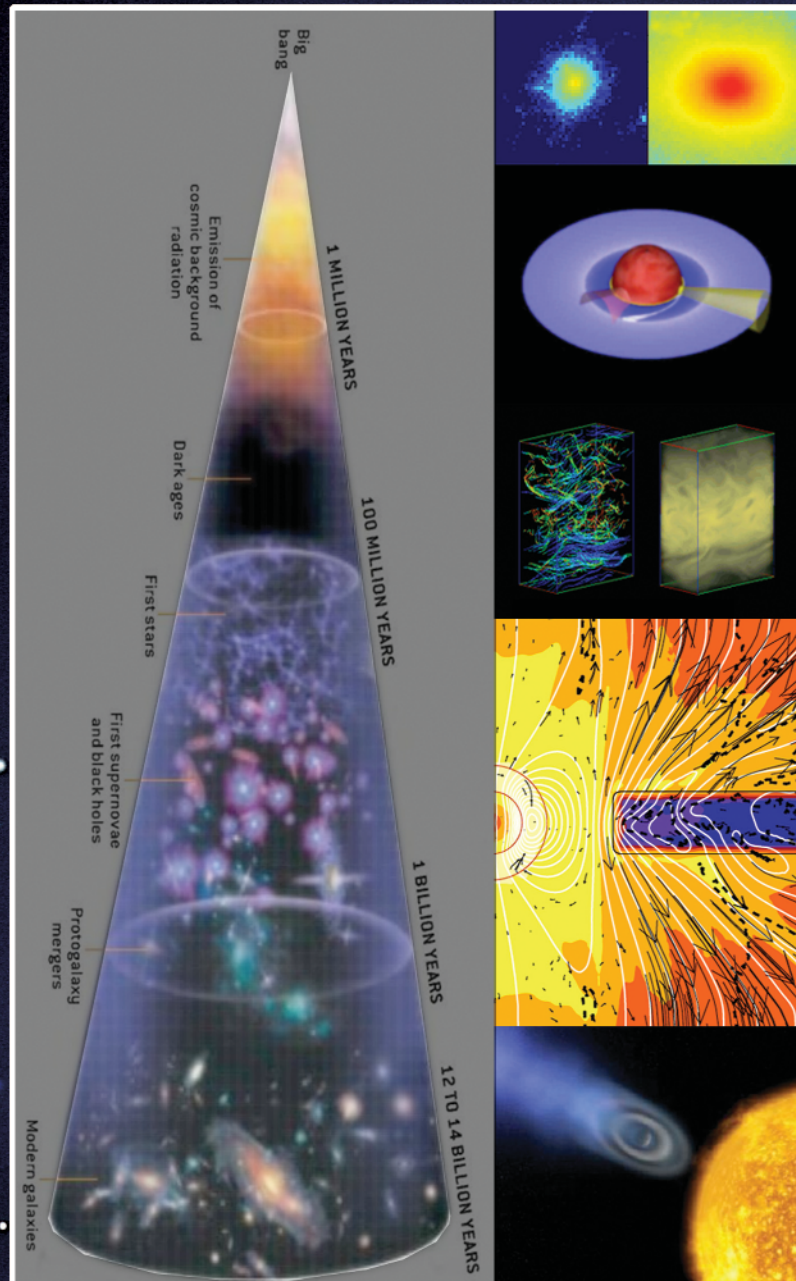 Big
bang
Emission of
cosmic background
radiation
1 MILLION YEARS
Dark ages
100 MILLION YEARS
First stars
First supernovae
and black holes
1 BILLION YEARS
Protogalaxy
mergers
12 TO 14 BILLION YEARS
Modern galaxies